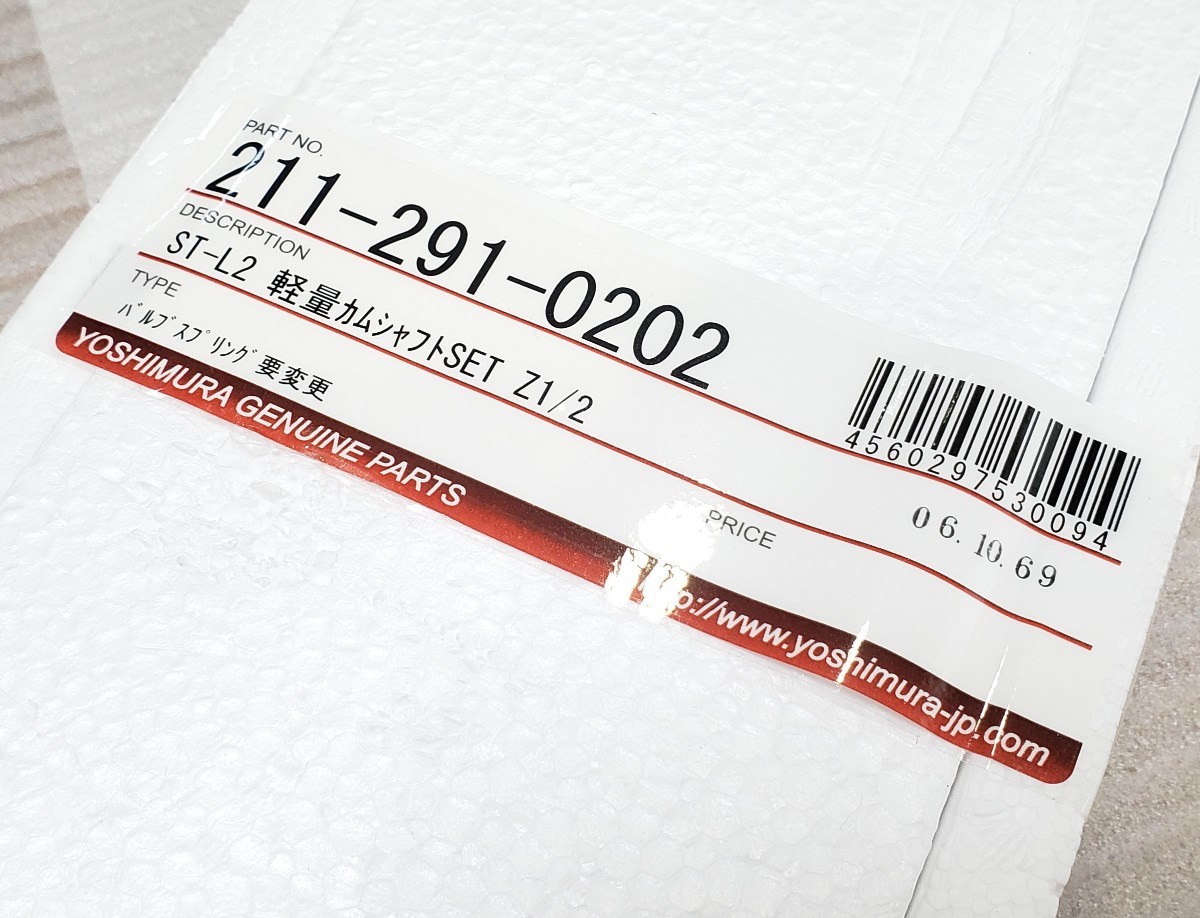 PART NO.
211-291-0202
DESCRIPTION
ST-L2 軽量ｶﾑｼｬﾌﾄSET Z1/2
TYPE
ﾊﾞﾙﾌﾞｽﾌﾟﾘﾝｸﾞ要変更
4560297530094
PRICE
06.10.69
YOSHIMURA GENUINE PARTS
http://www.yoshimura-jp.com